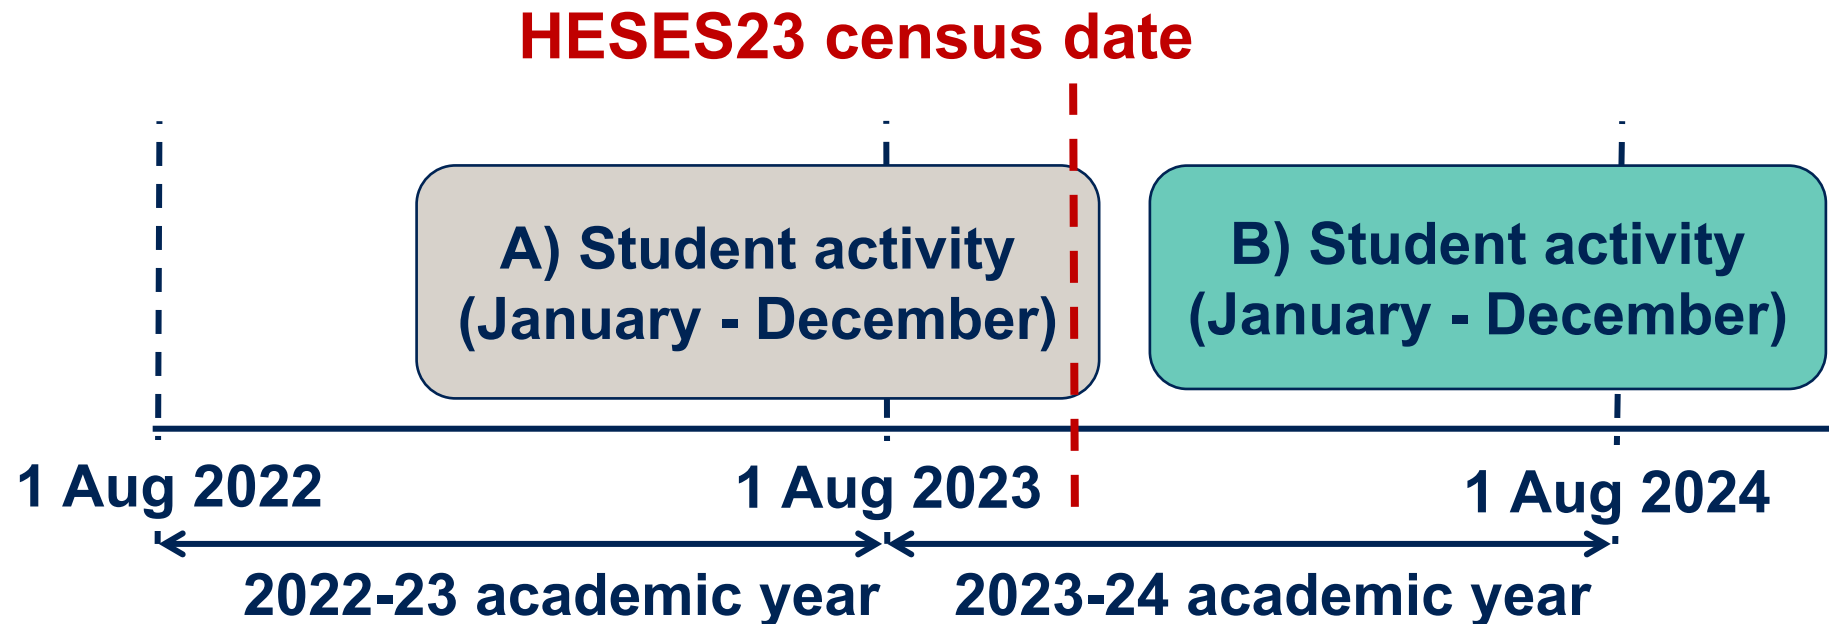 HESES23 census date
A) Student activity
(January - December)
B) Student activity
(January - December)
1 Aug 2022
1 Aug 2023
1 Aug 2024
2022-23 academic year
2023-24 academic year